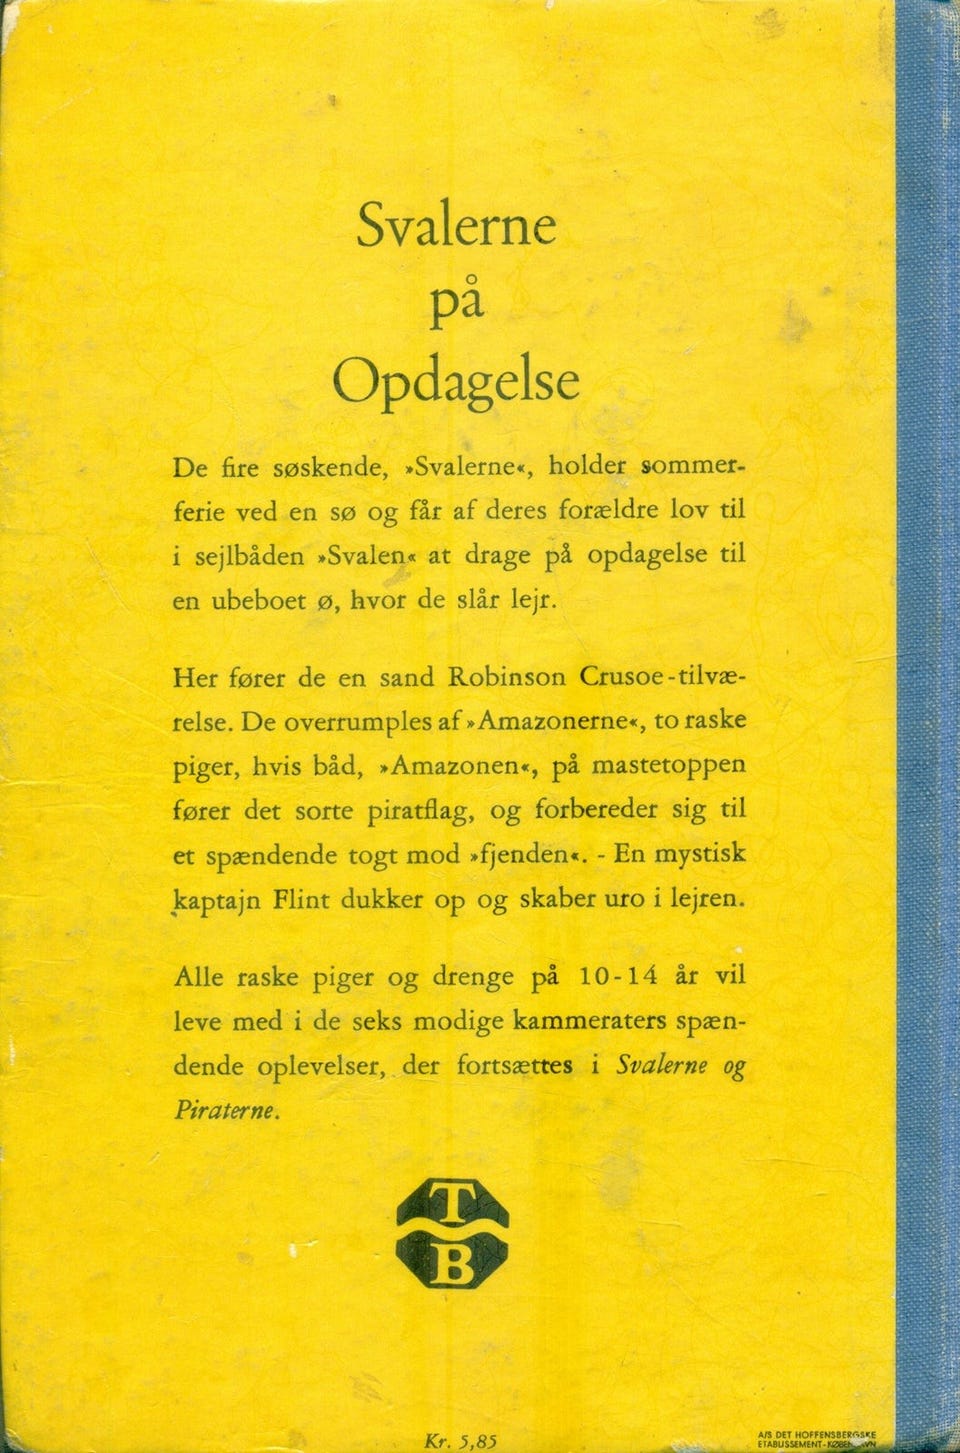 Svalerne
på
Opdagelse
De fire søskende, »Svalerne«, holder sommer-
ferie ved en sø og får af deres forældre lov til
i sejlbåden »Svalen« at drage på opdagelse til
en ubeboet ø, hvor de slår lejr.
Her fører de en sand Robinson Crusoe-tilvæ-
relse. De overrumples af »Amazonerne«, to raske
piger, hvis båd, »Amazonen«, på mastetoppen
fører det sorte piratflag, og forbereder sig til
et spændende togt mod »fjenden«. - En mystisk
kaptajn Flint dukker op og skaber uro i lejren.
Alle raske piger og drenge på 10-14 år vil
leve med i de seks modige kammeraters spæn-
dende oplevelser, der fortsættes i Svalerne og
Piraterne.
T
B
Kr. 5,85
A/S DET HOFFENSBERGSKE
ETABLISSEMENT-KØBENHAVN